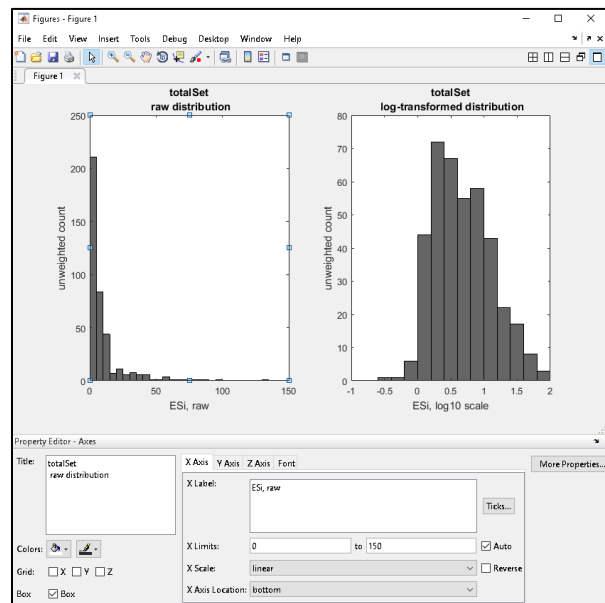 Figures - Figure 1
File Edit View Insert Tools Debug Desktop Window Help
Figure 1
totalSet
raw distribution
250
200
150
100
50
0
unweighted count
0 50 100 150
ESi, raw
totalSet
log-transformed distribution
80
70
60
50
40
30
20
10
0
unweighted count
-1 -0.5 0 0.5 1 1.5 2
ESi, log10 scale
Property Editor - Axes
Title:
totalSet
raw distribution
Colors:
Grid: X Y Z
Box Box
X Axis Y Axis Z Axis Font
X Label: ESi, raw
Ticks...
X Limits: 0 to 150 Auto
X Scale: linear Reverse
X Axis Location: bottom
More Properties...